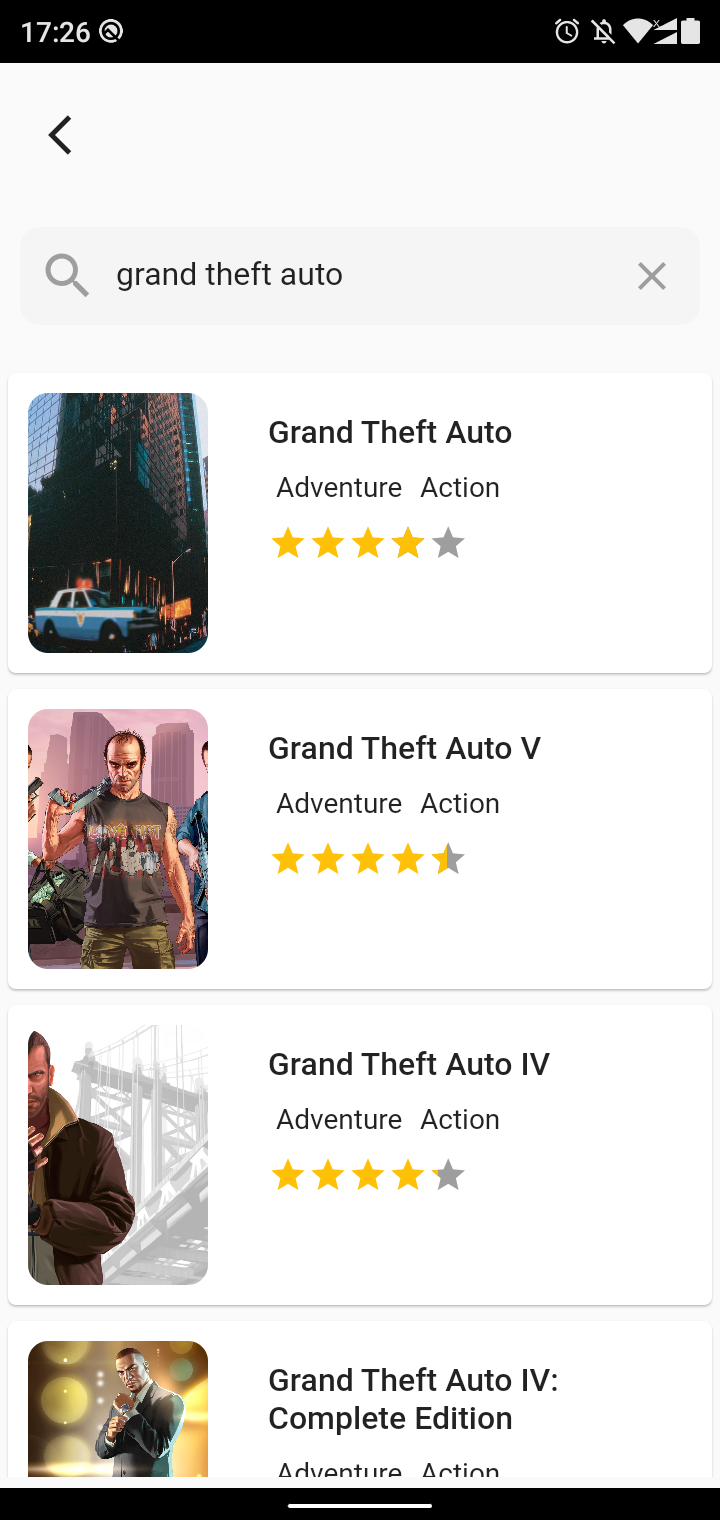 17:26
grand theft auto
Grand Theft Auto
Adventure Action
Grand Theft Auto V
Adventure Action
Grand Theft Auto IV
Adventure Action
Grand Theft Auto IV:
Complete Edition
Adventure Action